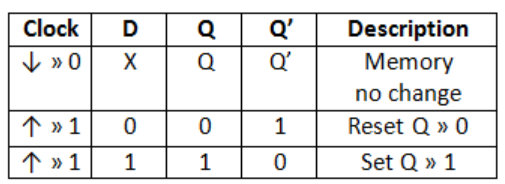 Clock D Q Q’ Description
↓ » 0 X Q Q’ Memory
no change
↑ » 1 0 0 1 Reset Q » 0
↑ » 1 1 1 0 Set Q » 1